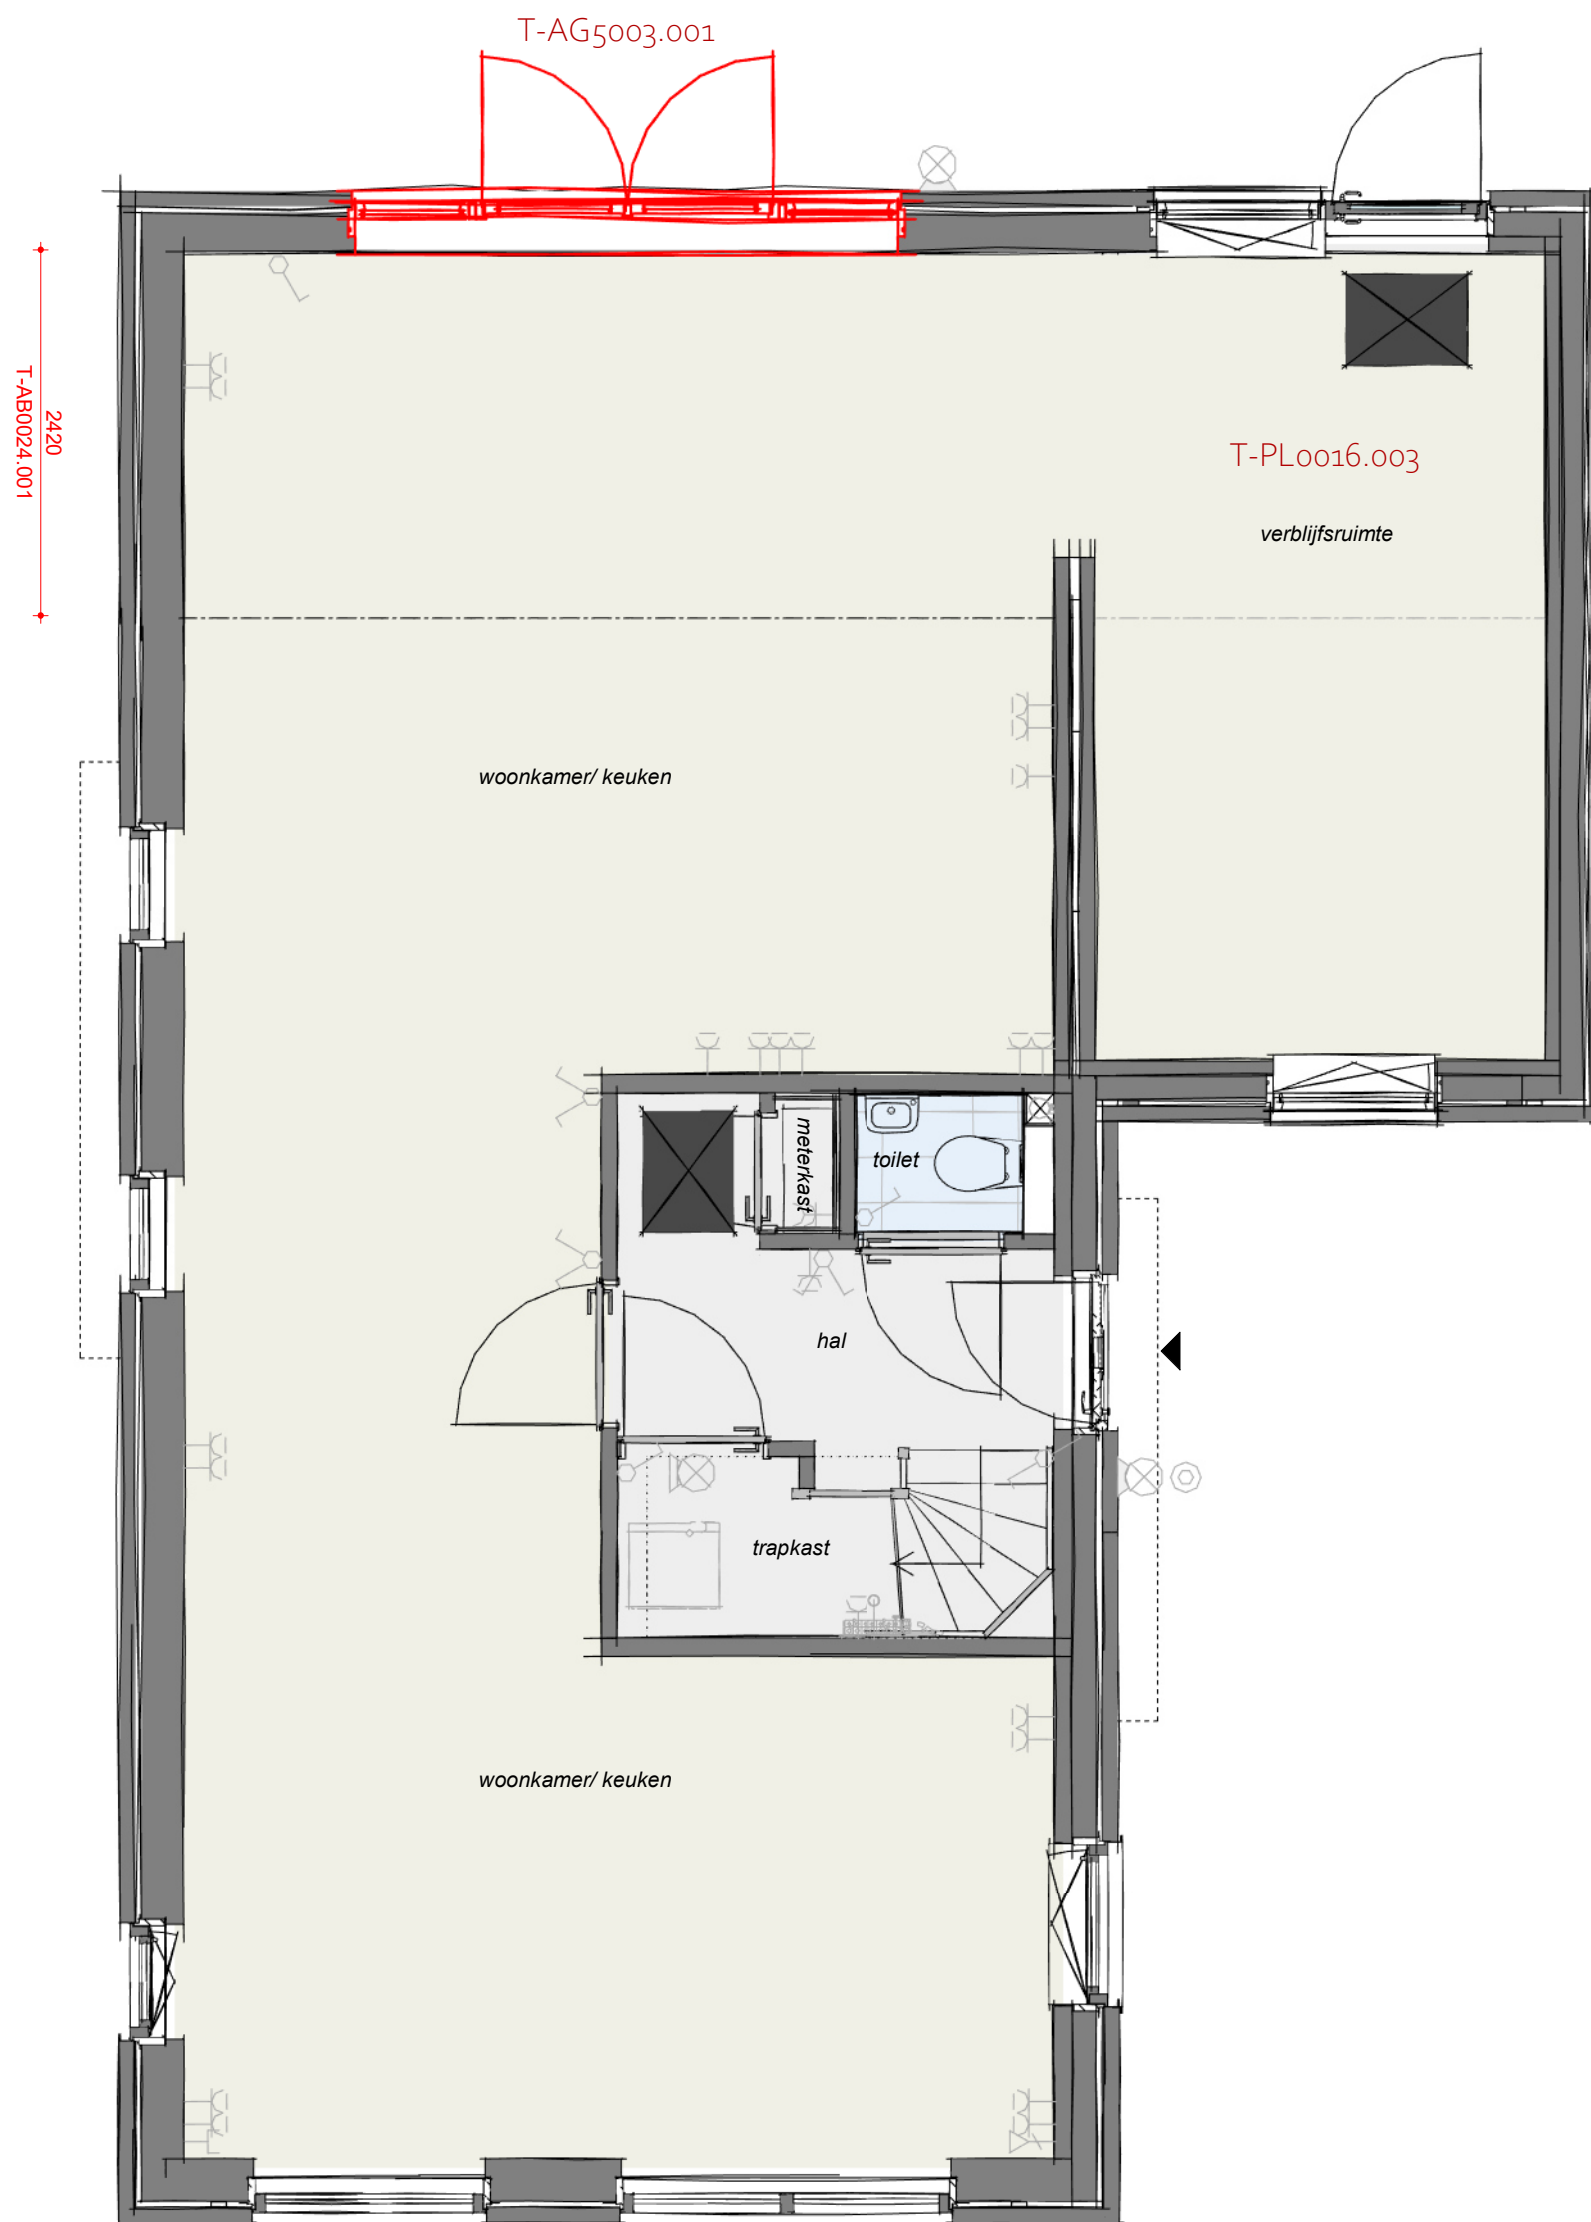 T-AG5003.001
2420
T-AB0024.001
T-PL0016.003
verblijfsruimte
woonkamer/ keuken
meterkast
toilet
hal
trapkast
woonkamer/ keuken